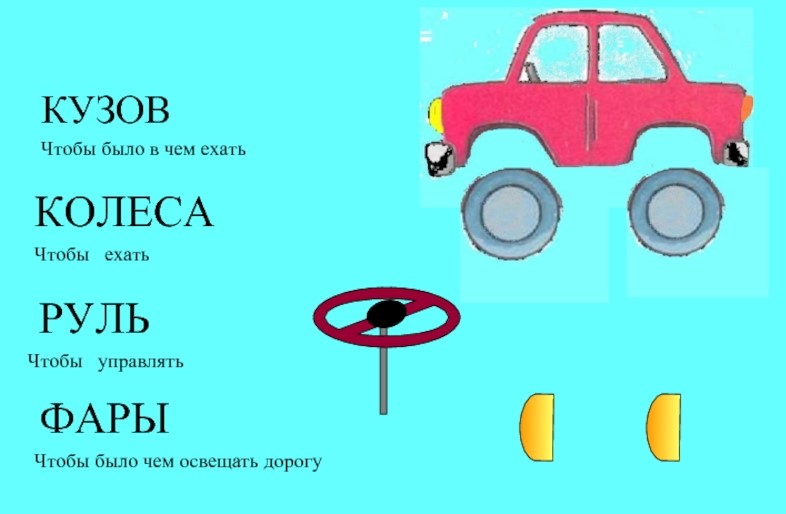 КУЗОВ
Чтобы было в чем ехать
КОЛЕСА
Чтобы ехать
РУЛЬ
Чтобы управлять
ФАРЫ
Чтобы было чем освещать дорогу